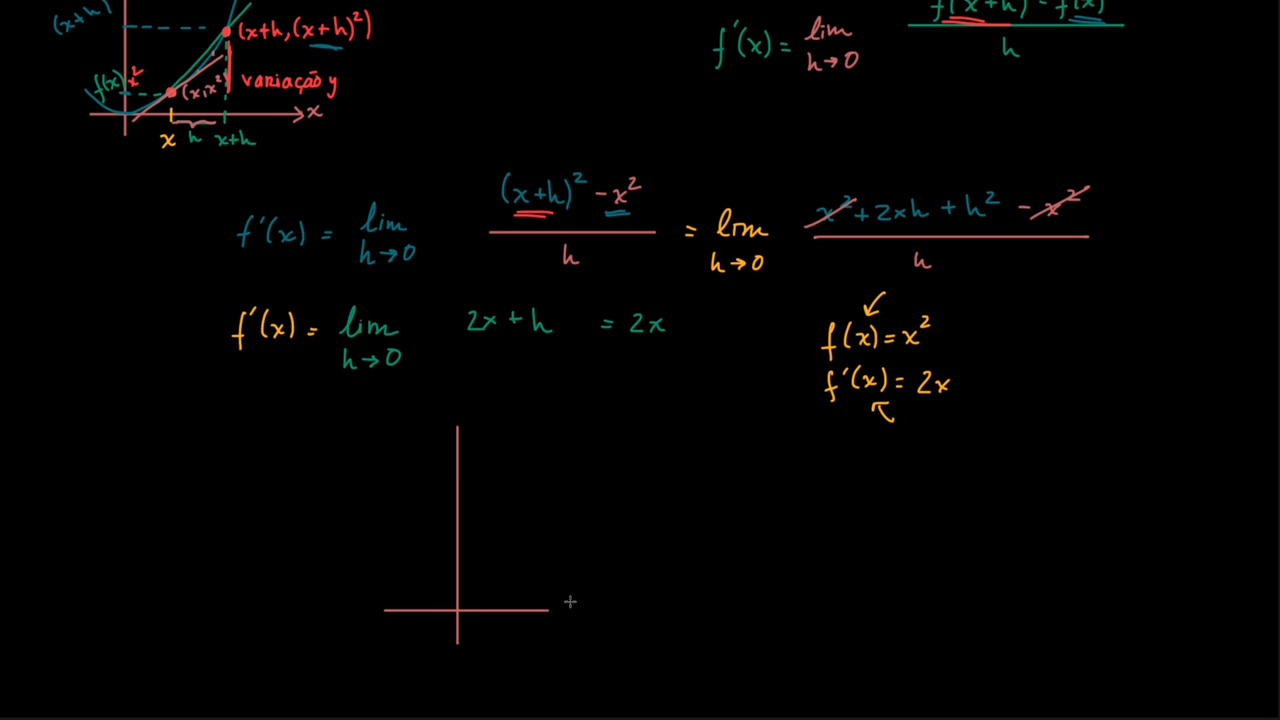 (x+h)
(x+h, (x+h)²)
f(x) x²
(x, x²)
variação y
x
x h x+h
f'(x) = lim h→0 f(x+h) - f(x) / h
f'(x) = lim h→0 (x+h)² - x² / h = lim h→0 x² + 2xh + h² - x² / h
f'(x) = lim h→0 2x + h = 2x
f(x) = x²
f'(x) = 2x